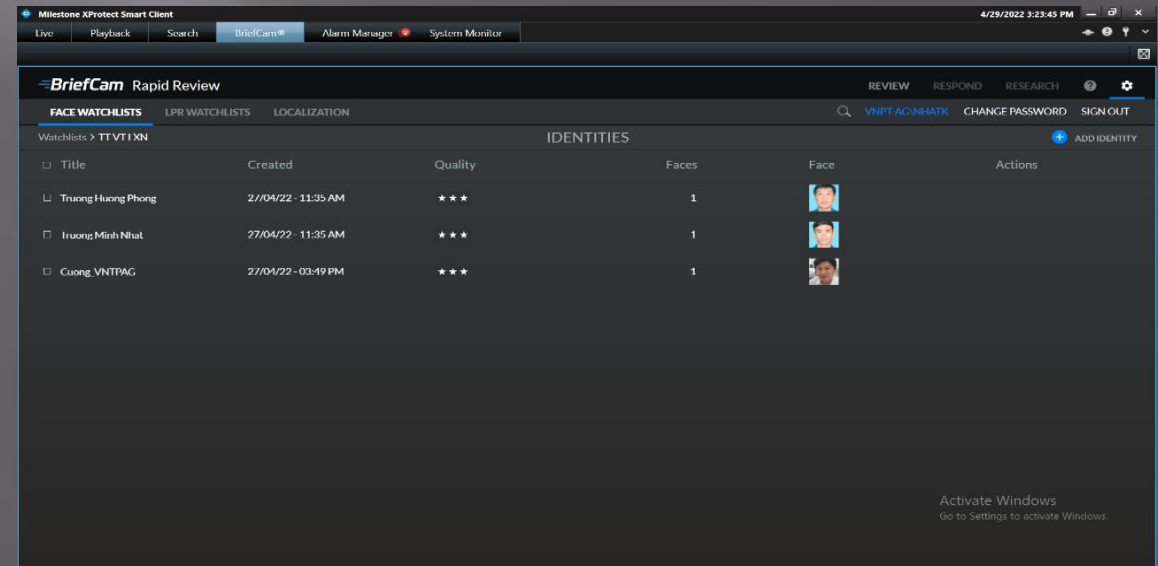 Milestone XProtect Smart Client 4/29/2022 3:23:45 PM
Live Playback Search BriefCam® Alarm Manager System Monitor
BriefCam Rapid Review REVIEW RESPOND RESEARCH
FACE WATCHLISTS LPR WATCHLISTS LOCALIZATION VNPT AG\NHATK CHANGE PASSWORD SIGN OUT
Watchlists > TT VT I XN IDENTITIES ADD IDENTITY
Title Created Quality Faces Face Actions
Truong Huong Phong 27/04/22 - 11:35 AM ★★★ 1
Truong Minh Nhat 27/04/22 - 11:35 AM ★★★ 1
Cuong_VNTPAG 27/04/22 - 03:49 PM ★★★ 1
Activate Windows
Go to Settings to activate Windows.